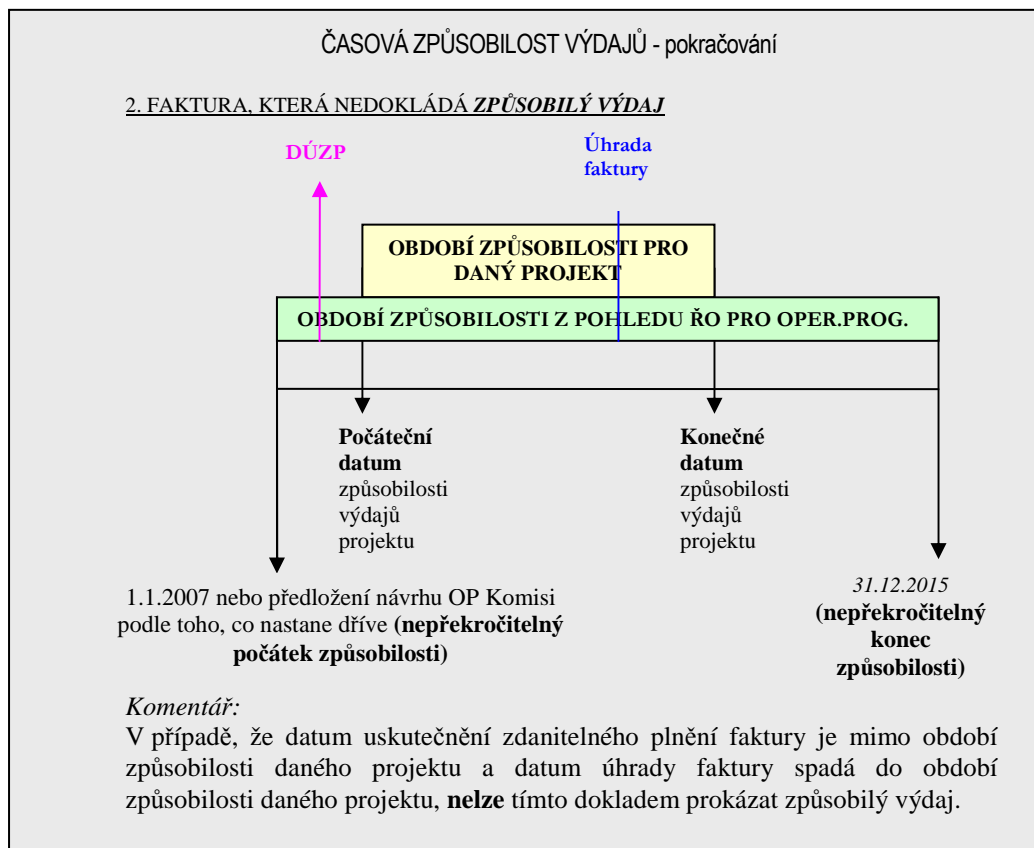 ČASOVÁ ZPŮSOBILOST VÝDAJŮ - pokračování
2. FAKTURA, KTERÁ NEDOKLÁDÁ ZPŮSOBILÝ VÝDAJ
DÚZP
Úhrada
faktury
OBDOBÍ ZPŮSOBILOSTI PRO
DANÝ PROJEKT
OBDOBÍ ZPŮSOBILOSTI Z POHLEDU ŘO PRO OPER.PROG.
Počáteční
datum
způsobilosti
výdajů
projektu
Konečné
datum
způsobilosti
výdajů
projektu
1.1.2007 nebo předložení návrhu OP Komisi
podle toho, co nastane dříve (nepřekročitelný
počátek způsobilosti)
31.12.2015
(nepřekročitelný
konec
způsobilosti)
Komentář:
V případě, že datum uskutečnění zdanitelného plnění faktury je mimo období
způsobilosti daného projektu a datum úhrady faktury spadá do období
způsobilosti daného projektu, nelze tímto dokladem prokázat způsobilý výdaj.